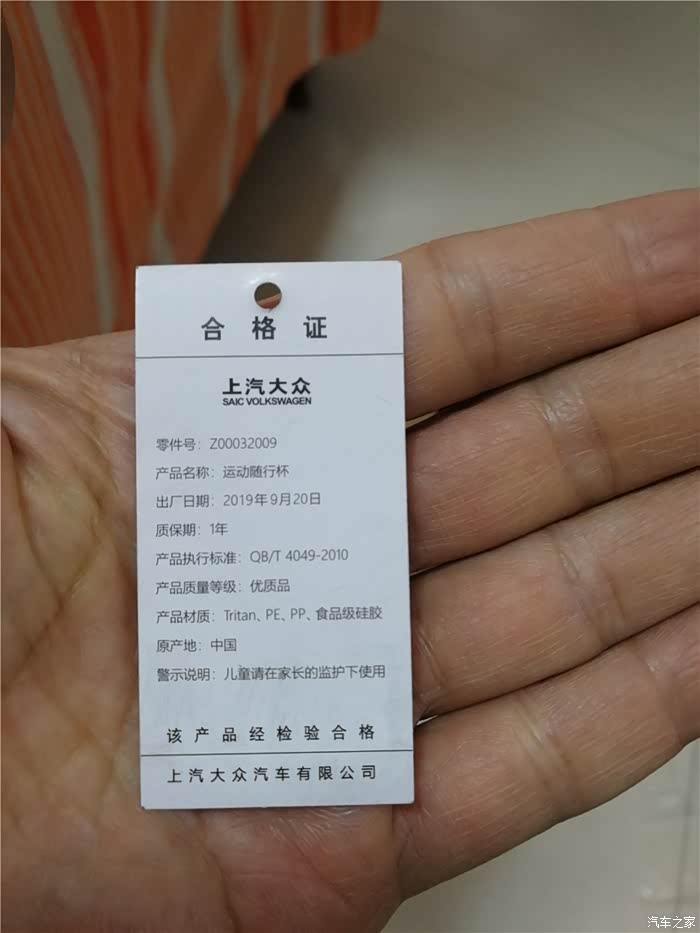 合格证
上汽大众
SAIC VOLKSWAGEN
零件号：Z00032009
产品名称：运动随行杯
出厂日期：2019年9月20日
质保期：1年
产品执行标准：QB/T 4049-2010
产品质量等级：优质品
产品材质：Tritan、PE、PP、食品级硅胶
原产地：中国
警示说明：儿童请在家长的监护下使用
该产品经检验合格
上汽大众汽车有限公司
汽车之家